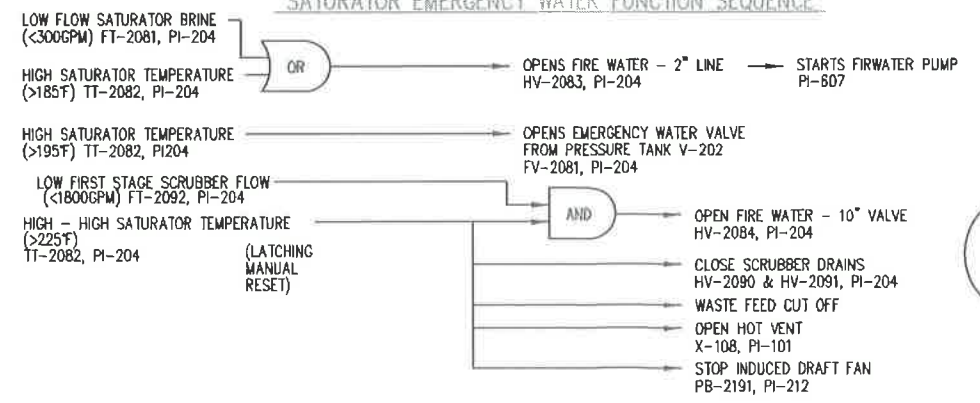 SATURATOR EMERGENCY WATER FUNCTION SEQUENCE
LOW FLOW SATURATOR BRINE
(<300GPM) FT-2081, PI-204
HIGH SATURATOR TEMPERATURE
(>185°F) TT-2082, PI-204
OR
OPENS FIRE WATER - 2" LINE
HV-2083, PI-204
STARTS FIRWATER PUMP
PI-607
HIGH SATURATOR TEMPERATURE
(>195°F) TT-2082, PI204
OPENS EMERGENCY WATER VALVE
FROM PRESSURE TANK V-202
FV-2081, PI-204
LOW FIRST STAGE SCRUBBER FLOW
(<1800GPM) FT-2092, PI-204
HIGH - HIGH SATURATOR TEMPERATURE
(>225°F)
TT-2082, PI-204
(LATCHING
MANUAL
RESET)
AND
OPEN FIRE WATER - 10" VALVE
HV-2084, PI-204
CLOSE SCRUBBER DRAINS
HV-2090 & HV-2091, PI-204
WASTE FEED CUT OFF
OPEN HOT VENT
X-108, PI-101
STOP INDUCED DRAFT FAN
PB-2191, PI-212